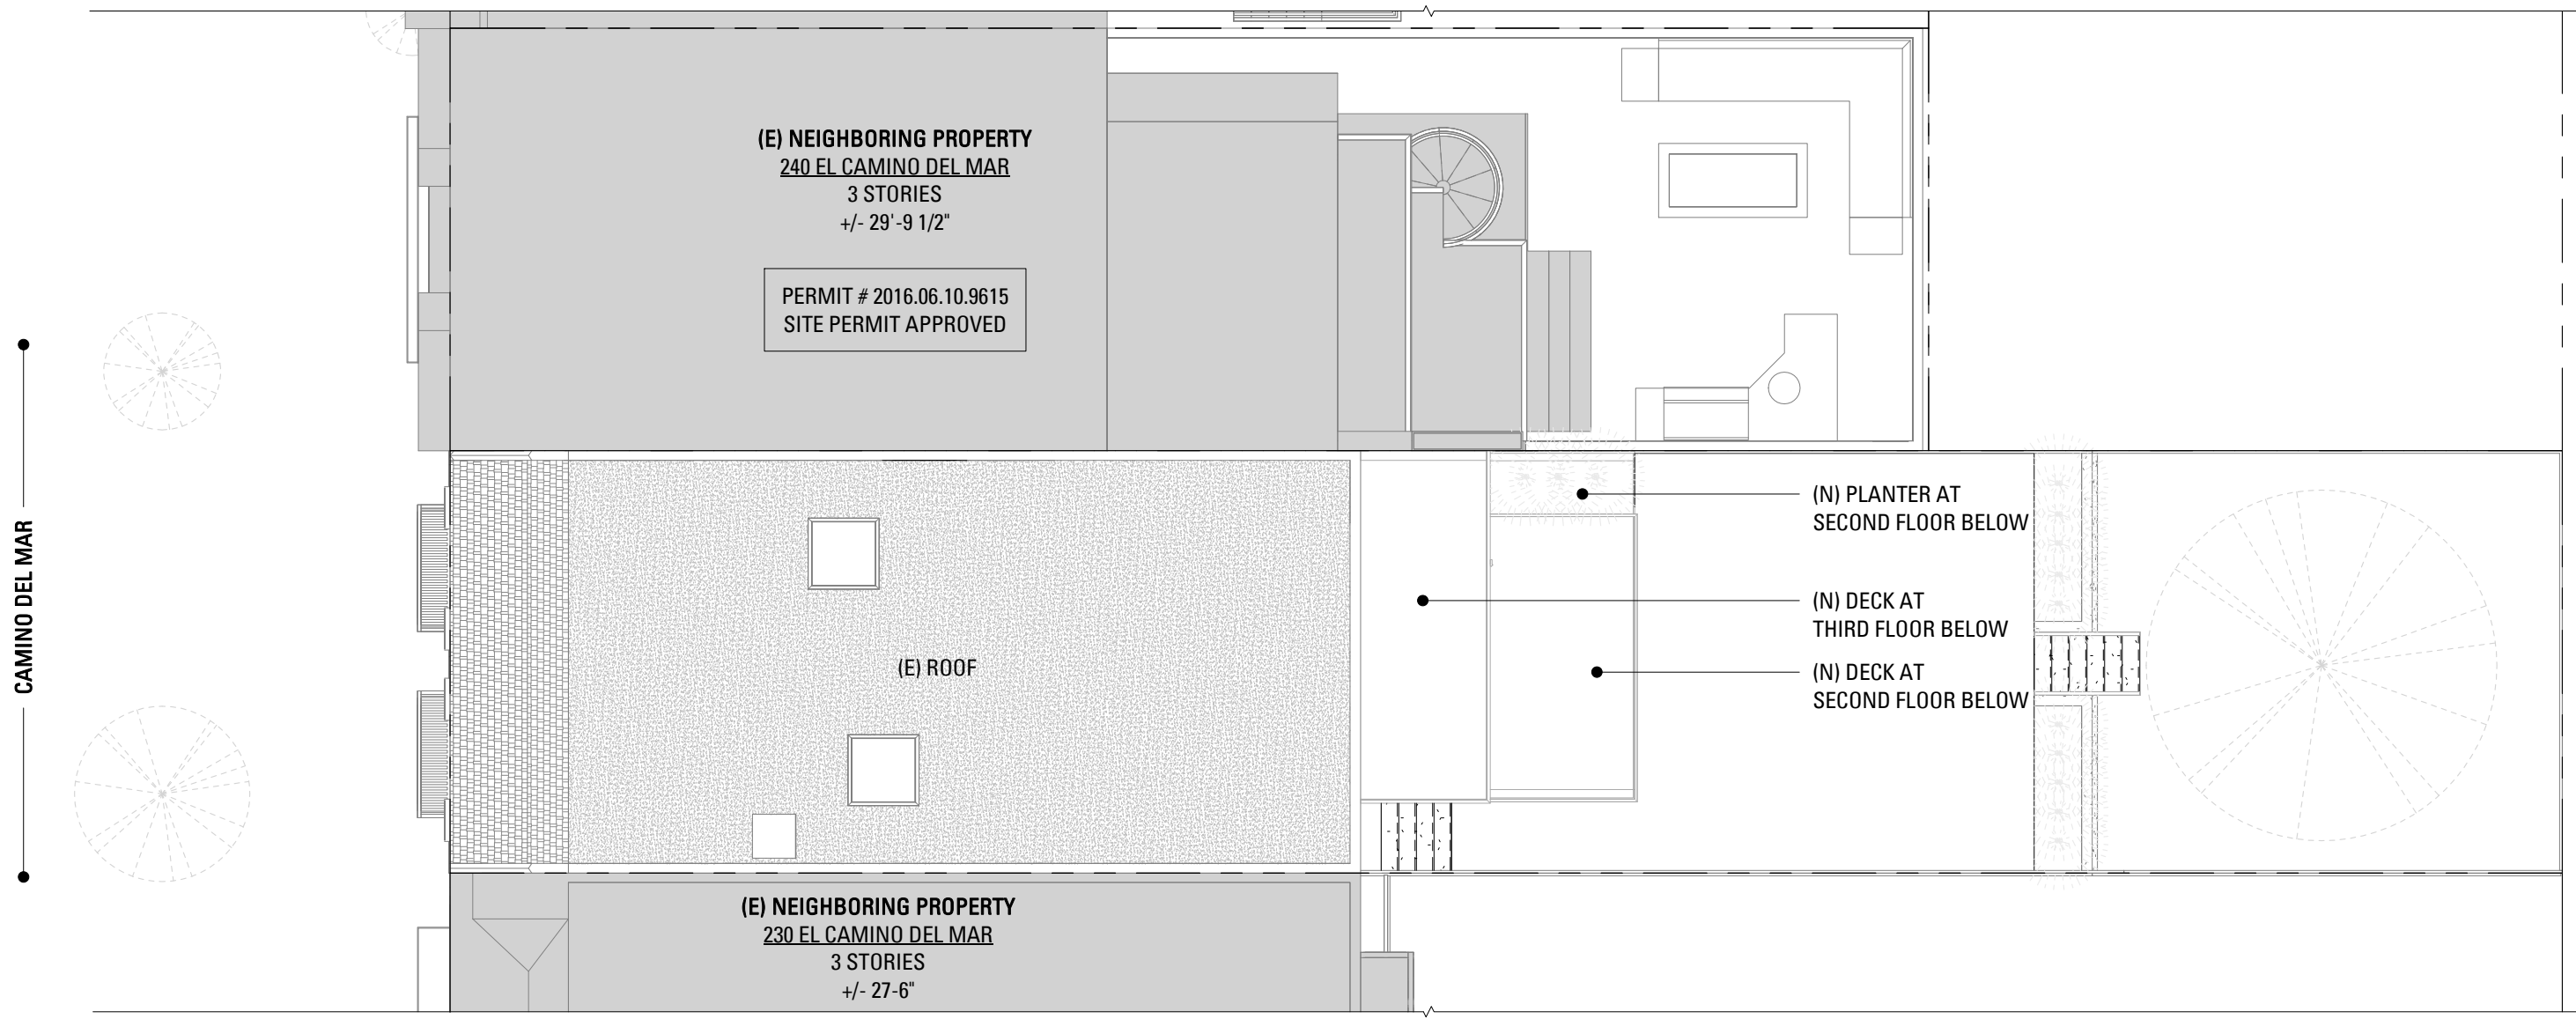 (E) NEIGHBORING PROPERTY
240 EL CAMINO DEL MAR
3 STORIES
+/- 29'-9 1/2"
PERMIT # 2016.06.10.9615
SITE PERMIT APPROVED
CAMINO DEL MAR
(E) ROOF
(N) PLANTER AT
SECOND FLOOR BELOW
(N) DECK AT
THIRD FLOOR BELOW
(N) DECK AT
SECOND FLOOR BELOW
(E) NEIGHBORING PROPERTY
230 EL CAMINO DEL MAR
3 STORIES
+/- 27-6"